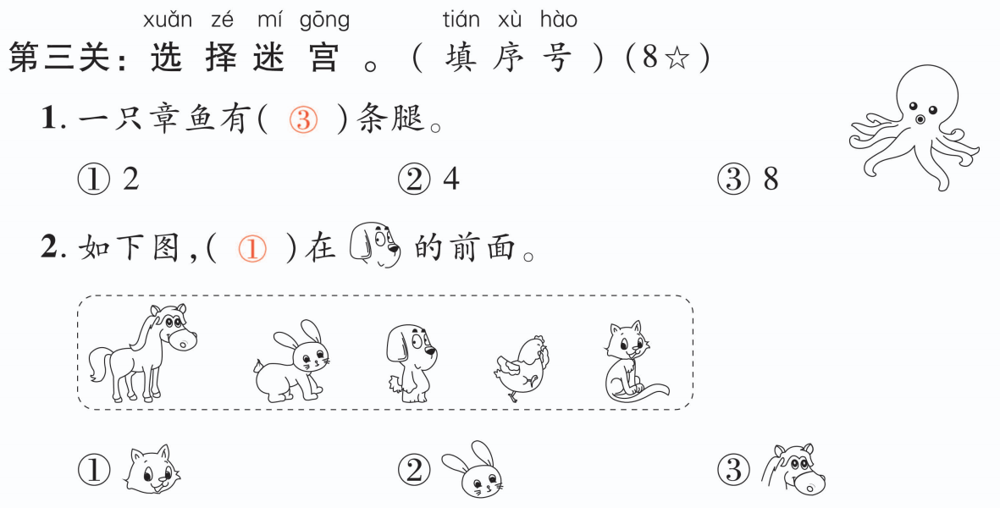 xuǎn zé mí gōng tián xù hào
第三关：选择迷宫。（填序号）（8☆）
1. 一只章鱼有( ③ )条腿。
① 2 ② 4 ③ 8
2. 如下图,( ① )在 的前面。
① ② ③